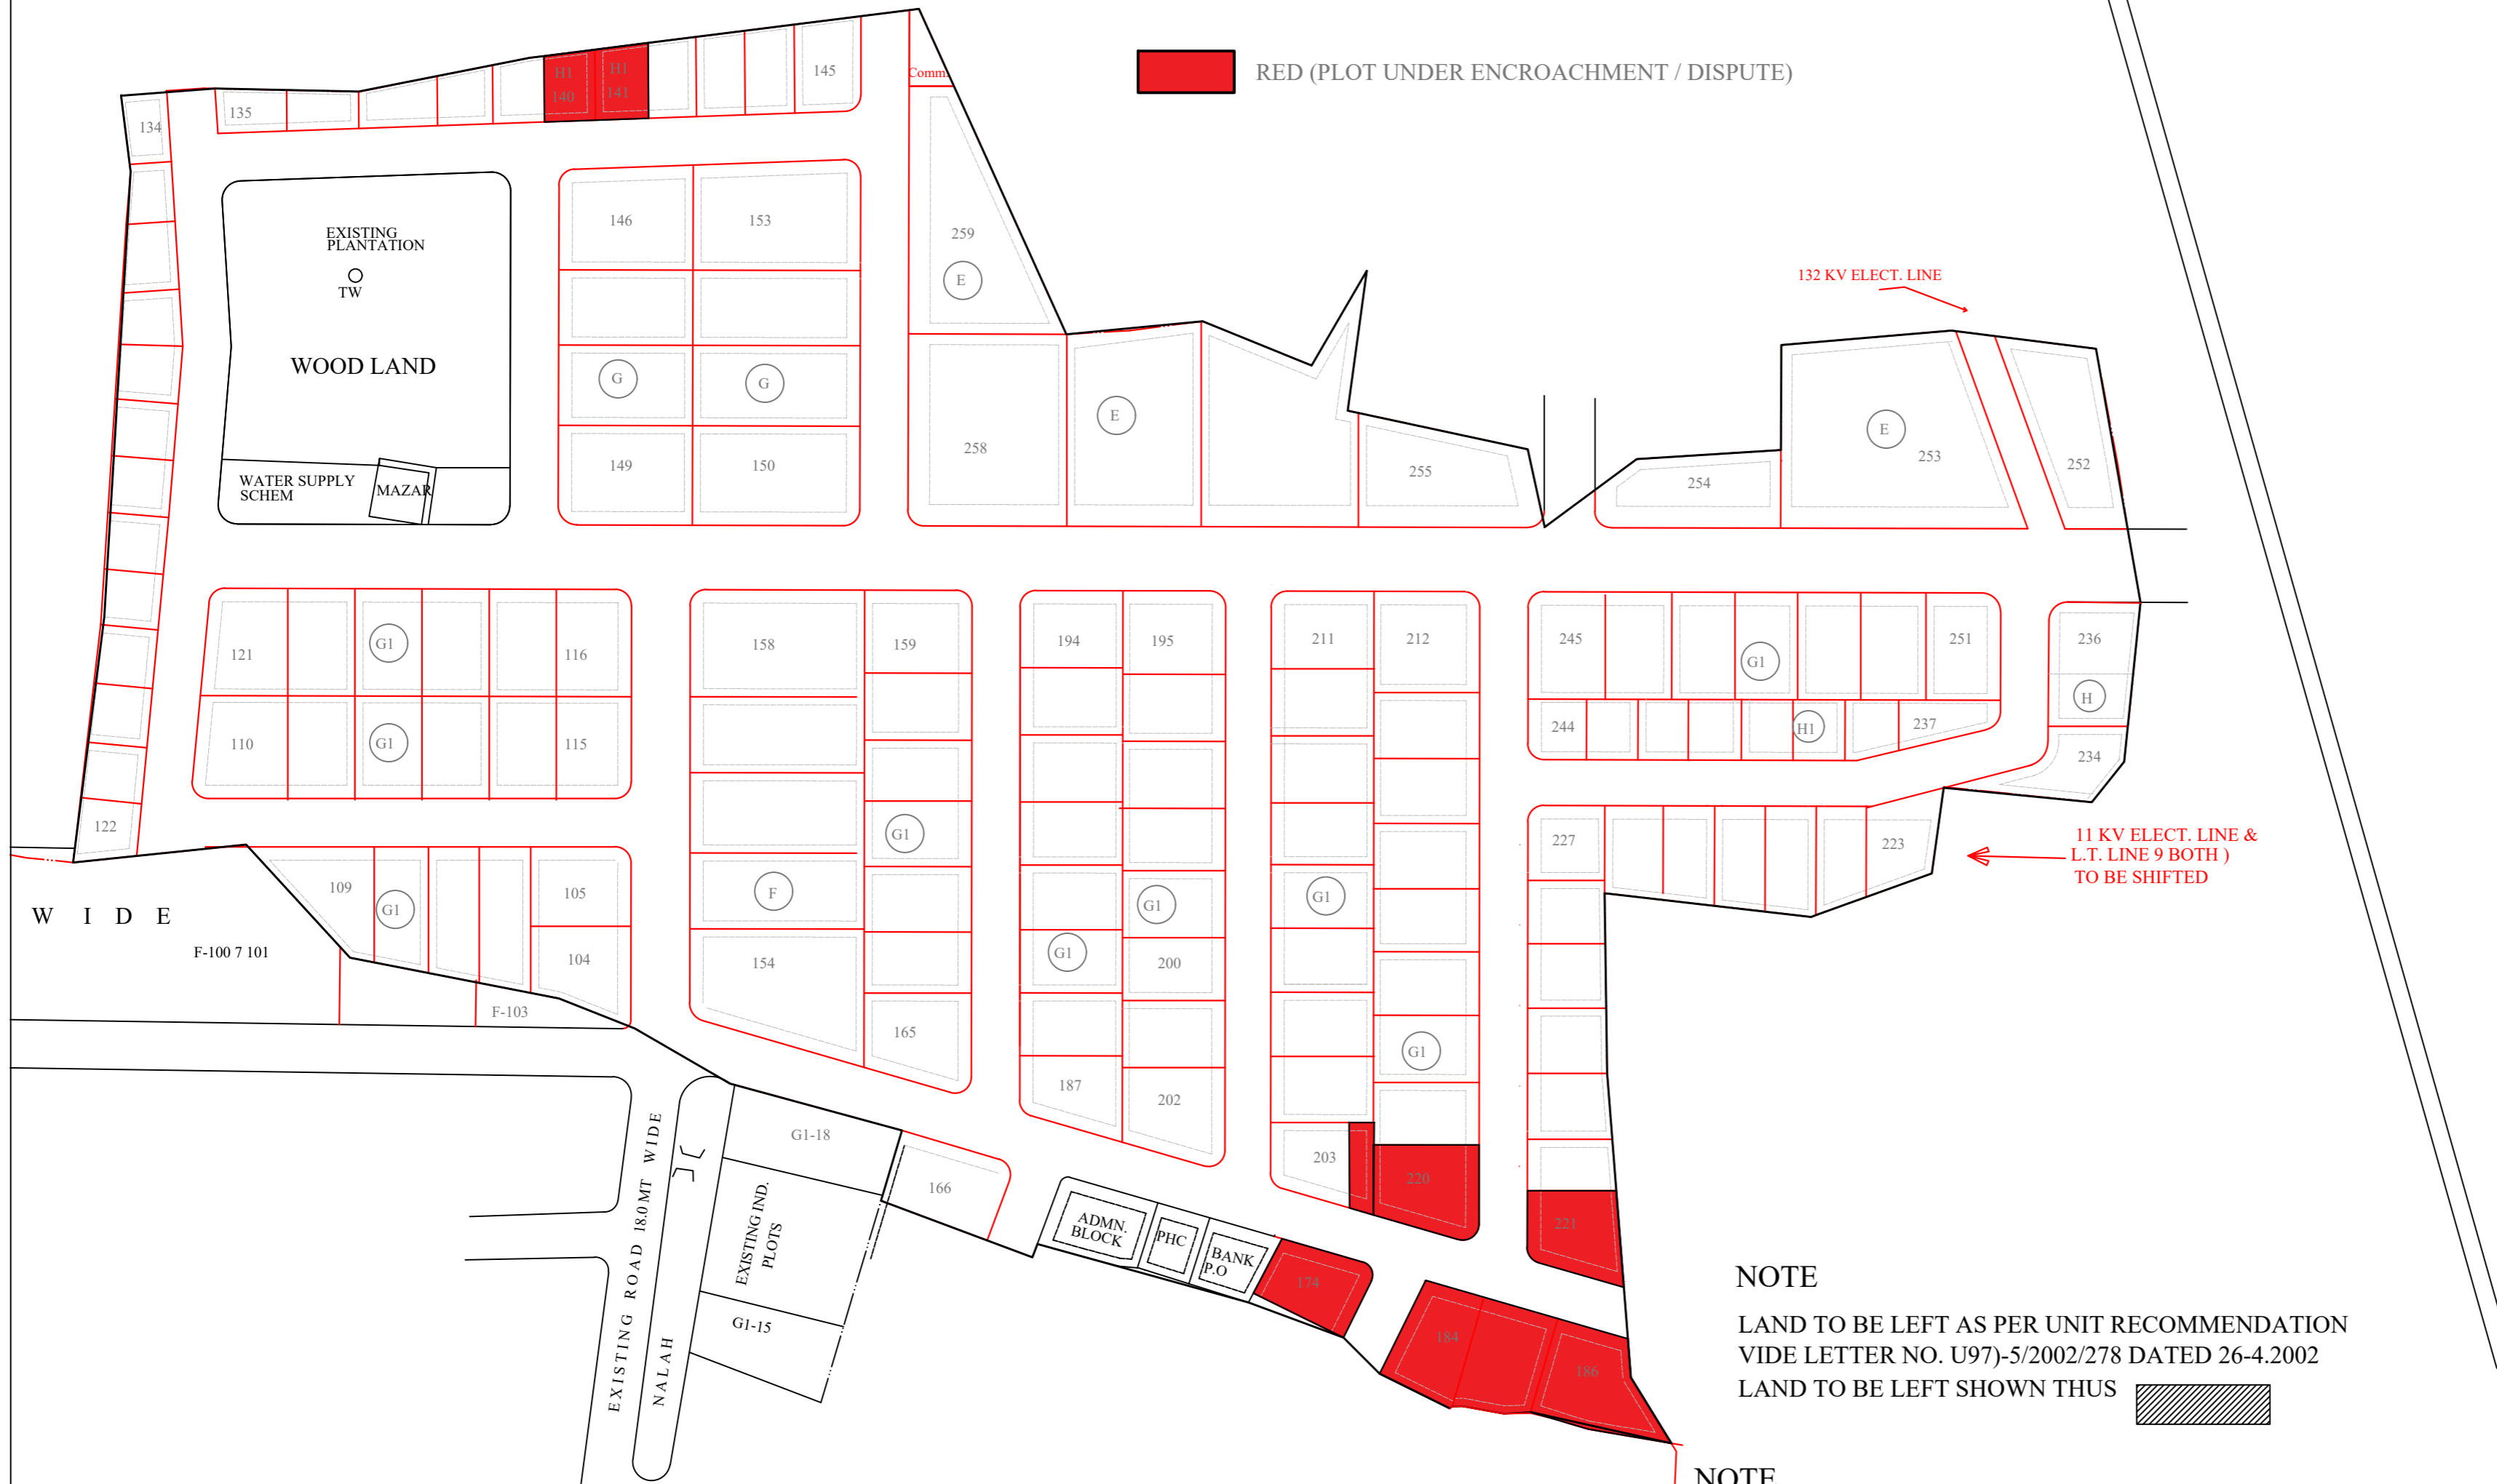 RED (PLOT UNDER ENCROACHMENT / DISPUTE)
H1
140
H1
141
145
Comm.
134
135
146
153
259
E
EXISTING
PLANTATION
TW
WOOD LAND
G
G
149
150
WATER SUPPLY
SCHEM
MAZAR
258
E
255
132 KV ELECT. LINE
254
E
253
252
121
G1
116
110
G1
115
122
158
159
G1
F
154
165
194
195
G1
G1
200
187
202
211
212
G1
G1
203
220
245
G1
251
244
H1
237
236
H
234
227
223
11 KV ELECT. LINE &
L.T. LINE 9 BOTH )
TO BE SHIFTED
W I D E
109
G1
105
104
F-100 7 101
F-103
G1-18
EXISTING ROAD 18.0 MT WIDE
NALAH
EXISTING IND.
PLOTS
G1-15
166
ADMN.
BLOCK
PHC
BANK
P.O
174
184
186
221
NOTE
LAND TO BE LEFT AS PER UNIT RECOMMENDATION
VIDE LETTER NO. U97)-5/2002/278 DATED 26-4.2002
LAND TO BE LEFT SHOWN THUS
NOTE